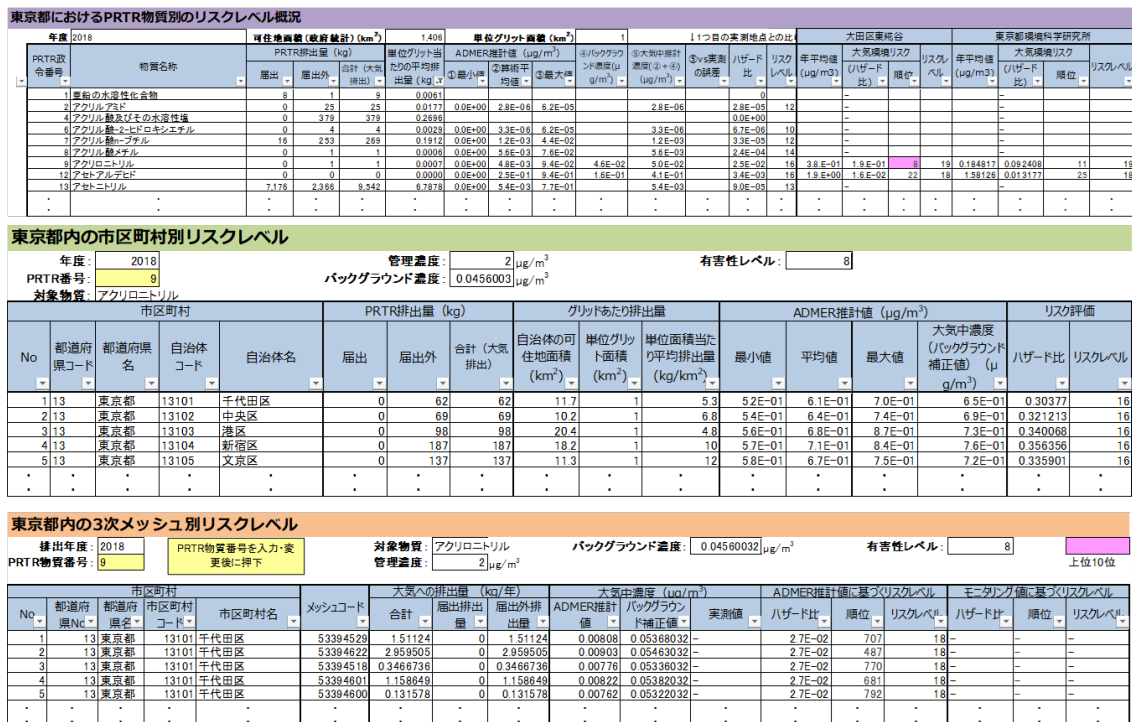 東京都におけるPRTR物質別のリスクレベル概況
年度 2018 可住地面積(政府統計)(km²) 1,406 単位グリット面積(km²) 1 ↓1つ目の実測地点との比 大田区東糀谷 東京都環境科学研究所
PRTR政令番号 物質名称 PRTR排出量(kg) 届出 届出外 合計(大気排出) 単位グリット当たりの平均排出量(kg ADMER推計値(μg/m³) ①最小値 ②算術平均値 ③最大値 ④バックグラウンド濃度(μg/m³) ⑤大気中推計濃度(②+④)(μg/m³) ⑤vs実測の誤差 ハザード比 リスクレベル 年平均値(μg/m3) 大気環境リスク (ハザード比) 順位 リスクレベル 年平均値(μg/m3) 大気環境リスク (ハザード比) 順位 リスクレベル
1 亜鉛の水溶性化合物 8 1 9 0.0061 0 – –
2 アクリルアミド 0 25 25 0.0177 0.0E+00 2.8E-06 6.2E-05 2.8E-06 2.8E-05 12 – –
4 アクリル酸及びその水溶性塩 0 379 379 0.2696 0.0E+00 – –
6 アクリル酸-2-ヒドロキシエチル 0 4 4 0.0029 0.0E+00 3.3E-06 6.2E-05 3.3E-06 6.7E-06 10 – –
7 アクリル酸n-ブチル 16 253 269 0.1912 0.0E+00 1.2E-03 4.4E-02 1.2E-03 3.3E-05 12 – –
8 アクリル酸メチル 0 1 1 0.0006 0.0E+00 5.6E-03 7.6E-02 5.6E-03 2.4E-04 14 – –
9 アクリロニトリル 0 1 1 0.0007 0.0E+00 4.8E-03 9.4E-02 4.6E-02 5.0E-02 2.5E-02 16 3.8.E-01 1.9.E-01 8 19 0.184817 0.092408 11 19
12 アセトアルデヒド 0 0 0 0.0000 0.0E+00 2.5E-01 9.4E-01 1.6E-01 4.1E-01 3.4E-03 16 1.9.E+00 1.6.E-02 22 18 1.58126 0.013177 25 18
13 アセトニトリル 7,176 2,366 9,542 6.7878 0.0E+00 5.4E-03 7.7E-01 5.4E-03 9.0E-05 13 – –
東京都内の市区町村別リスクレベル
年度: 2018 管理濃度: 2 μg/m³ 有害性レベル: 8
PRTR番号: 9 バックグラウンド濃度: 0.0456003 μg/m³
対象物質: アクリロニトリル
市区町村 PRTR排出量(kg) グリッドあたり排出量 ADMER推計値(μg/m³) リスク評価
No 都道府県コード 都道府県名 自治体コード 自治体名 届出 届出外 合計(大気排出) 自治体の可住地面積(km²) 単位グリット面積(km²) 単位面積当たり平均排出量(kg/km²) 最小値 平均値 最大値 大気中濃度(バックグラウンド補正値)(μg/m³) ハザード比 リスクレベル
1 13 東京都 13101 千代田区 0 62 62 11.7 1 5.3 5.2E-01 6.1E-01 7.0E-01 6.5E-01 0.30377 16
2 13 東京都 13102 中央区 0 69 69 10.2 1 6.8 5.4E-01 6.4E-01 7.4E-01 6.9E-01 0.321213 16
3 13 東京都 13103 港区 0 98 98 20.4 1 4.8 5.6E-01 6.8E-01 8.7E-01 7.3E-01 0.340068 16
4 13 東京都 13104 新宿区 0 187 187 18.2 1 10 5.7E-01 7.1E-01 8.4E-01 7.6E-01 0.356356 16
5 13 東京都 13105 文京区 0 137 137 11.3 1 12 5.8E-01 6.7E-01 7.5E-01 7.2E-01 0.335901 16
東京都内の3次メッシュ別リスクレベル
排出年度: 2018 PRTR物質番号を入力・変更後に押下 対象物質: アクリロニトリル バックグラウンド濃度: 0.04560032 μg/m³ 有害性レベル: 8
PRTR物質番号: 9 管理濃度: 2 μg/m³ 上位10位
市区町村 大気への排出量(kg/年) 大気中濃度(μg/m³) ADMER推計値に基づくリスクレベル モニタリング値に基づくリスクレベル
No 都道府県No 都道府県名 市区町村コード 市区町村名 メッシュコード 合計 届出排出量 届出外排出量 ADMER推計値 バックグラウンド補正値 実測値 ハザード比 順位 リスクレベル ハザード比 順位 リスクレベル
1 13 東京都 13101 千代田区 53394529 1.51124 0 1.51124 0.00808 0.05368032 – 2.7E-02 707 18 – – –
2 13 東京都 13101 千代田区 53394622 2.959505 0 2.959505 0.00903 0.05463032 – 2.7E-02 487 18 – – –
3 13 東京都 13101 千代田区 53394518 0.3466736 0 0.3466736 0.00776 0.05336032 – 2.7E-02 770 18 – – –
4 13 東京都 13101 千代田区 53394601 1.158649 0 1.158649 0.00822 0.05382032 – 2.7E-02 681 18 – – –
5 13 東京都 13101 千代田区 53394600 0.131578 0 0.131578 0.00762 0.05322032 – 2.7E-02 792 18 – – –